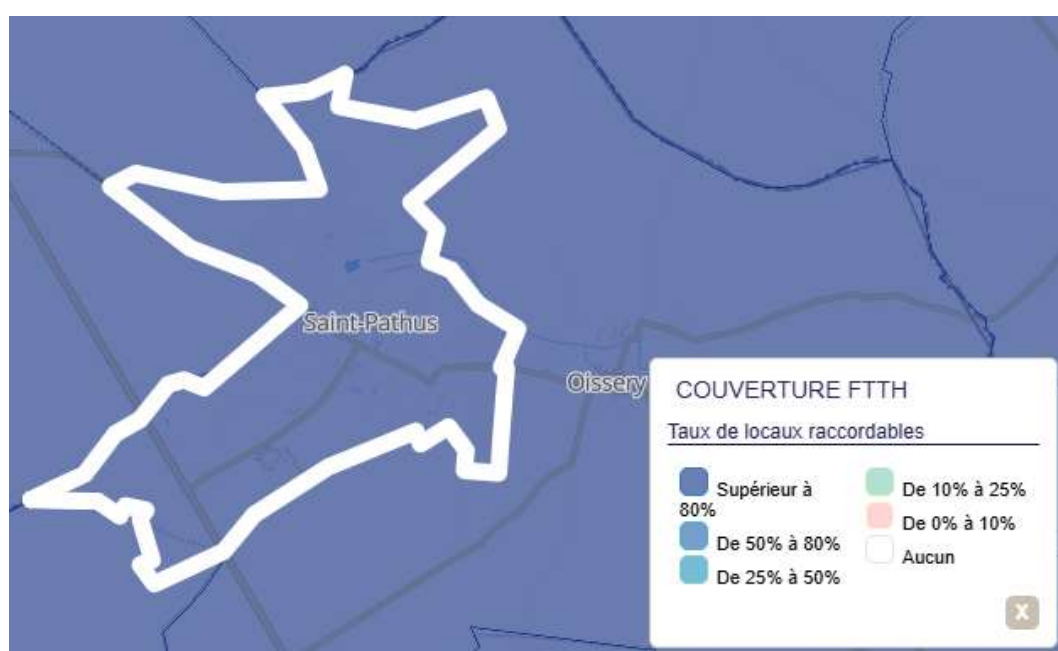 Saint-Pathus
Oissery
COUVERTURE FTTH
Taux de locaux raccordables
Supérieur à
80%
De 50% à 80%
De 25% à 50%
De 10% à 25%
De 0% à 10%
Aucun
X